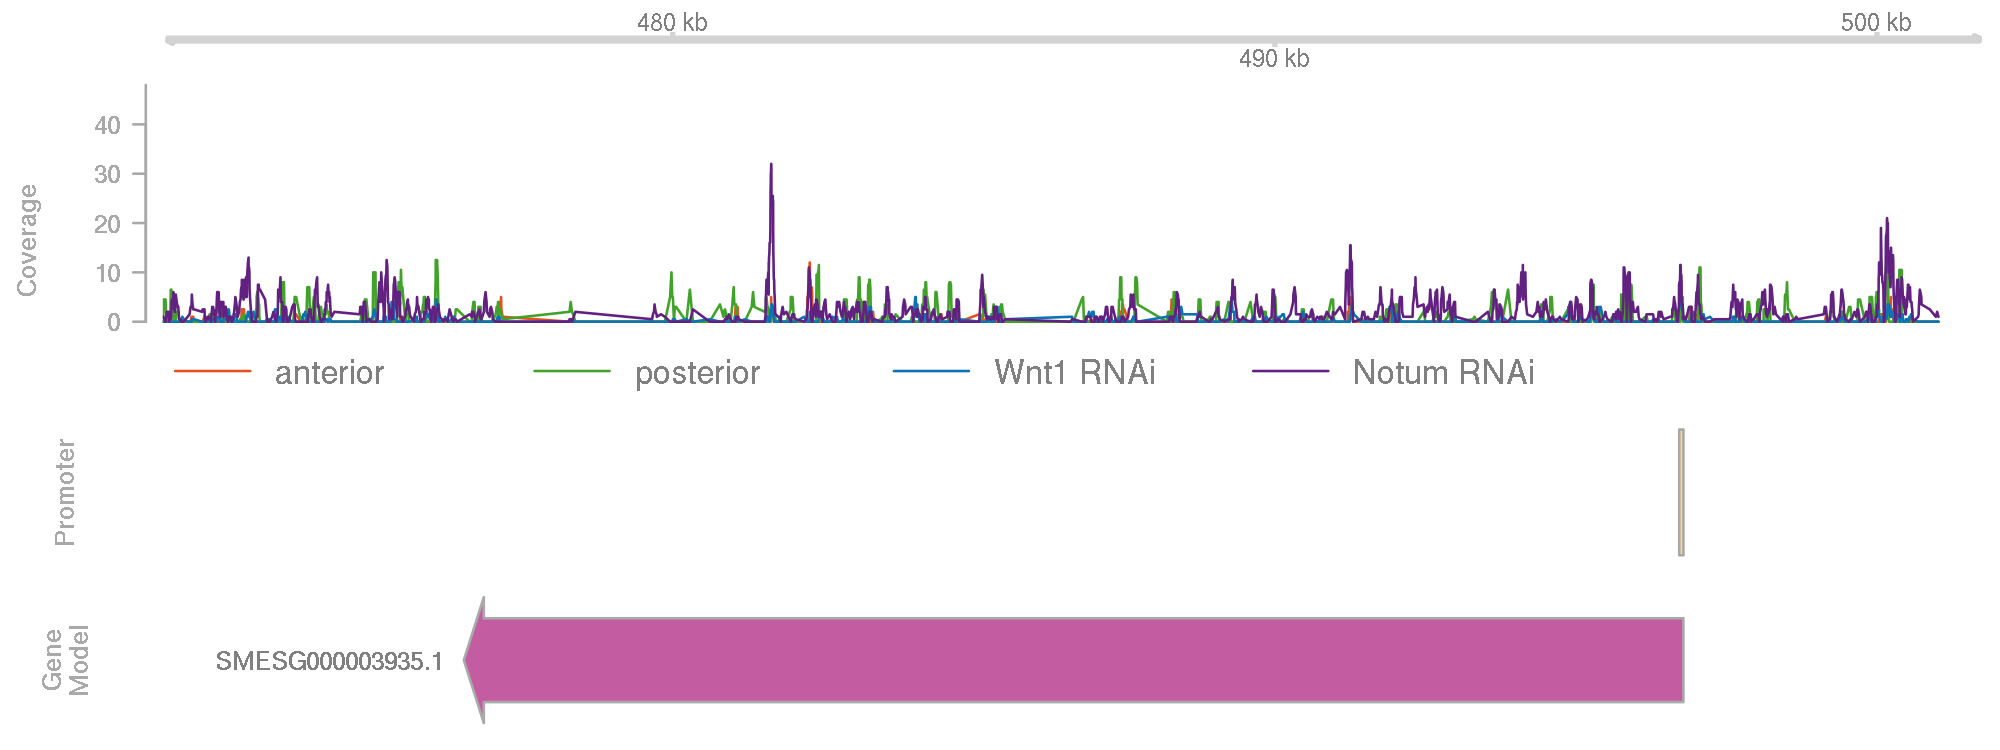 480 kb
500 kb
490 kb
Coverage
40
30
20
10
0
anterior posterior Wnt1 RNAi Notum RNAi
Promoter
Gene
Model
SMESG000003935.1